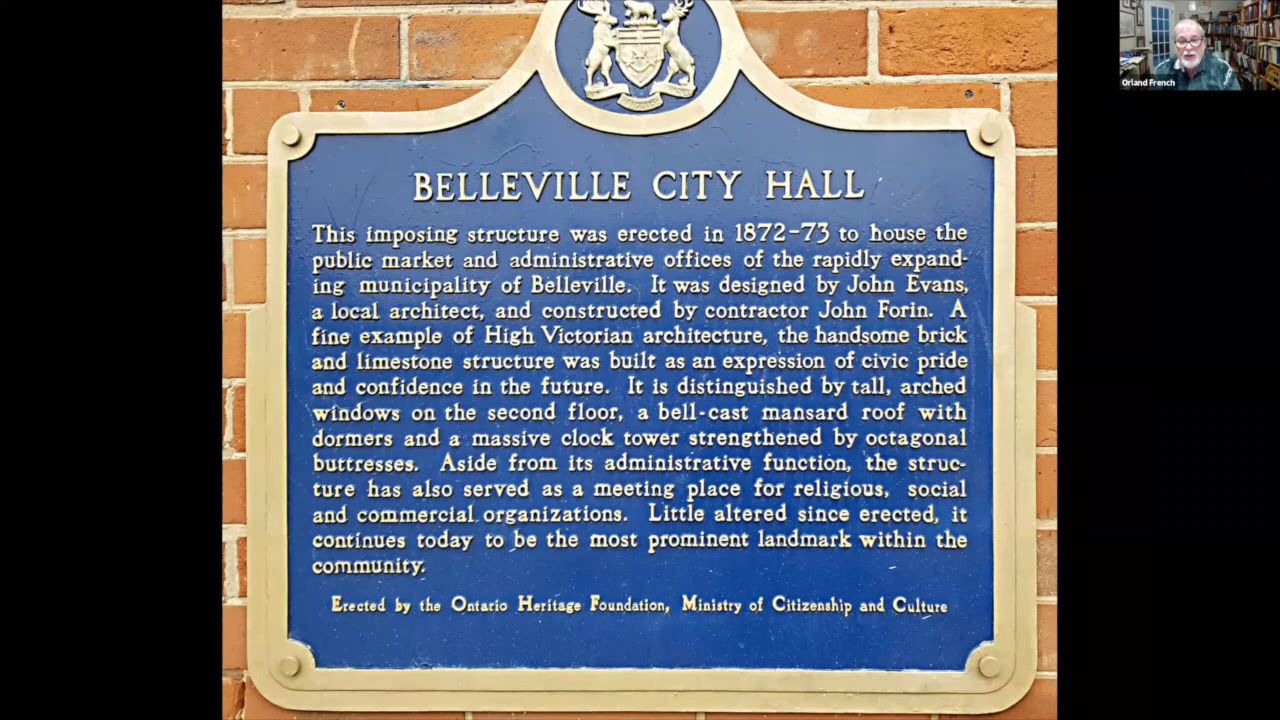 Orland French
BELLEVILLE CITY HALL
This imposing structure was erected in 1872-73 to house the
public market and administrative offices of the rapidly expand-
ing municipality of Belleville. It was designed by John Evans,
a local architect, and constructed by contractor John Forin. A
fine example of High Victorian architecture, the handsome brick
and limestone structure was built as an expression of civic pride
and confidence in the future. It is distinguished by tall, arched
windows on the second floor, a bell-cast mansard roof with
dormers and a massive clock tower strengthened by octagonal
buttresses. Aside from its administrative function, the struc-
ture has also served as a meeting place for religious, social
and commercial organizations. Little altered since erected, it
continues today to be the most prominent landmark within the
community.
Erected by the Ontario Heritage Foundation, Ministry of Citizenship and Culture